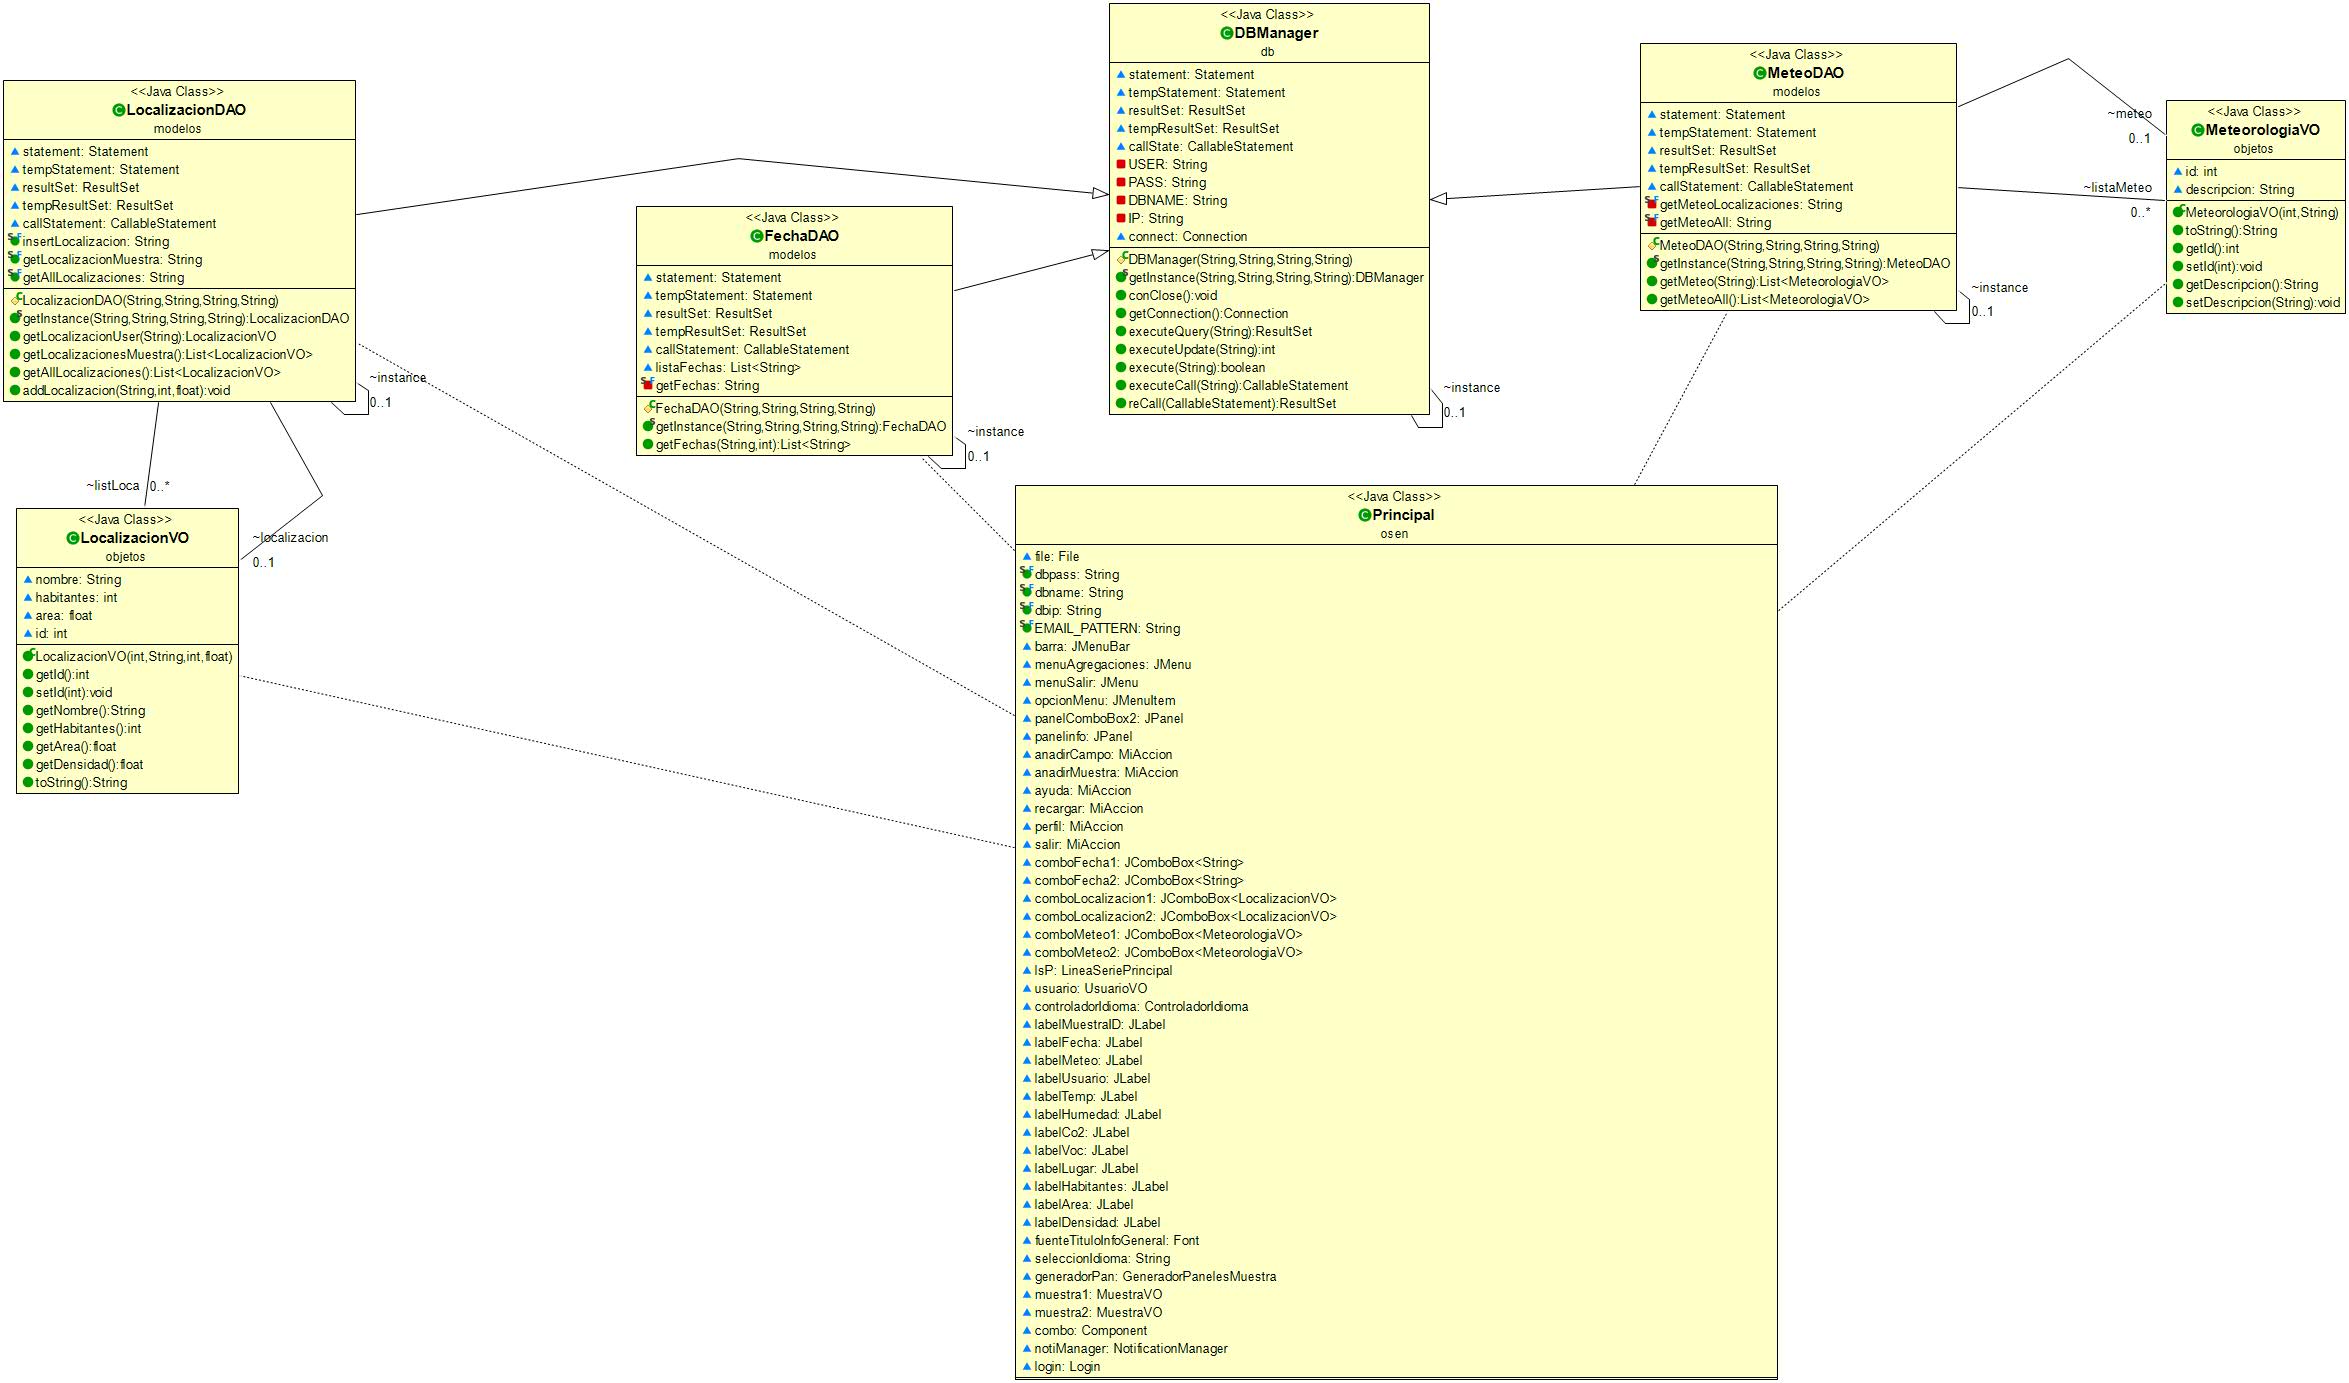 <<Java Class>>
LocalizacionDAO
modelos
statement: Statement
tempStatement: Statement
resultSet: ResultSet
tempResultSet: ResultSet
callStatement: CallableStatement
insertLocalizacion: String
getLocalizacionMuestra: String
getAllLocalizaciones: String
LocalizacionDAO(String,String,String,String)
getInstance(String,String,String,String):LocalizacionDAO
getLocalizacionUser(String):LocalizacionVO
getLocalizacionesMuestra():List<LocalizacionVO>
getAllLocalizaciones():List<LocalizacionVO>
addLocalizacion(String,int,float):void
~instance
0..1
~listLoca
0..*
~localizacion
0..1
<<Java Class>>
LocalizacionVO
objetos
nombre: String
habitantes: int
area: float
id: int
LocalizacionVO(int,String,int,float)
getId():int
setId(int):void
getNombre():String
getHabitantes():int
getArea():float
getDensidad():float
toString():String
<<Java Class>>
FechaDAO
modelos
statement: Statement
tempStatement: Statement
resultSet: ResultSet
tempResultSet: ResultSet
callStatement: CallableStatement
listaFechas: List<String>
getFechas: String
FechaDAO(String,String,String,String)
getInstance(String,String,String,String):FechaDAO
getFechas(String,int):List<String>
~instance
0..1
<<Java Class>>
DBManager
db
statement: Statement
tempStatement: Statement
resultSet: ResultSet
tempResultSet: ResultSet
callState: CallableStatement
USER: String
PASS: String
DBNAME: String
IP: String
connect: Connection
DBManager(String,String,String,String)
getInstance(String,String,String,String):DBManager
conClose():void
getConnection():Connection
executeQuery(String):ResultSet
executeUpdate(String):int
execute(String):boolean
executeCall(String):CallableStatement
reCall(CallableStatement):ResultSet
~instance
0..1
<<Java Class>>
MeteoDAO
modelos
statement: Statement
tempStatement: Statement
resultSet: ResultSet
tempResultSet: ResultSet
callStatement: CallableStatement
getMeteoLocalizaciones: String
getMeteoAll: String
MeteoDAO(String,String,String,String)
getInstance(String,String,String,String):MeteoDAO
getMeteo(String):List<MeteorologiaVO>
getMeteoAll():List<MeteorologiaVO>
~instance
0..1
~meteo
0..1
~listaMeteo
0..*
<<Java Class>>
MeteorologiaVO
objetos
id: int
descripcion: String
MeteorologiaVO(int,String)
toString():String
getId():int
setId(int):void
getDescripcion():String
setDescripcion(String):void
<<Java Class>>
Principal
osen
file: File
dbpass: String
dbname: String
dbip: String
EMAIL_PATTERN: String
barra: JMenuBar
menuAgregaciones: JMenu
menuSalir: JMenu
opcionMenu: JMenuItem
panelComboBox2: JPanel
panelinfo: JPanel
anadirCampo: MiAccion
anadirMuestra: MiAccion
ayuda: MiAccion
recargar: MiAccion
perfil: MiAccion
salir: MiAccion
comboFecha1: JComboBox<String>
comboFecha2: JComboBox<String>
comboLocalizacion1: JComboBox<LocalizacionVO>
comboLocalizacion2: JComboBox<LocalizacionVO>
comboMeteo1: JComboBox<MeteorologiaVO>
comboMeteo2: JComboBox<MeteorologiaVO>
lsP: LineaSeriePrincipal
usuario: UsuarioVO
controladorIdioma: ControladorIdioma
labelMuestraID: JLabel
labelFecha: JLabel
labelMeteo: JLabel
labelUsuario: JLabel
labelTemp: JLabel
labelHumedad: JLabel
labelCo2: JLabel
labelVoc: JLabel
labelLugar: JLabel
labelHabitantes: JLabel
labelArea: JLabel
labelDensidad: JLabel
fuenteTituloInfoGeneral: Font
seleccionIdioma: String
generadorPan: GeneradorPanelesMuestra
muestra1: MuestraVO
muestra2: MuestraVO
combo: Component
notiManager: NotificationManager
login: Login